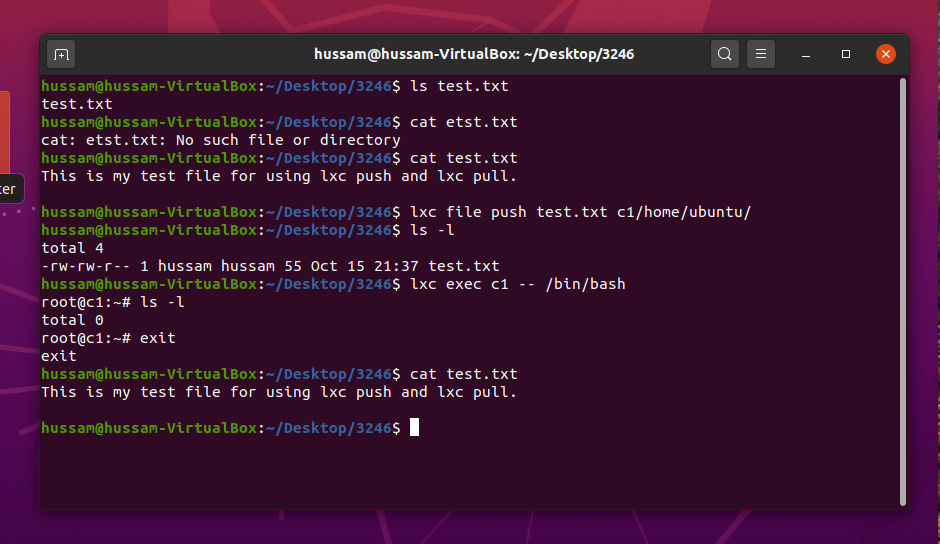 hussam@hussam-VirtualBox: ~/Desktop/3246
hussam@hussam-VirtualBox:~/Desktop/3246$ ls test.txt
test.txt
hussam@hussam-VirtualBox:~/Desktop/3246$ cat etst.txt
cat: etst.txt: No such file or directory
hussam@hussam-VirtualBox:~/Desktop/3246$ cat test.txt
This is my test file for using lxc push and lxc pull.
hussam@hussam-VirtualBox:~/Desktop/3246$ lxc file push test.txt c1/home/ubuntu/
hussam@hussam-VirtualBox:~/Desktop/3246$ ls -l
total 4
-rw-rw-r-- 1 hussam hussam 55 Oct 15 21:37 test.txt
hussam@hussam-VirtualBox:~/Desktop/3246$ lxc exec c1 -- /bin/bash
root@c1:~# ls -l
total 0
root@c1:~# exit
exit
hussam@hussam-VirtualBox:~/Desktop/3246$ cat test.txt
This is my test file for using lxc push and lxc pull.
hussam@hussam-VirtualBox:~/Desktop/3246$